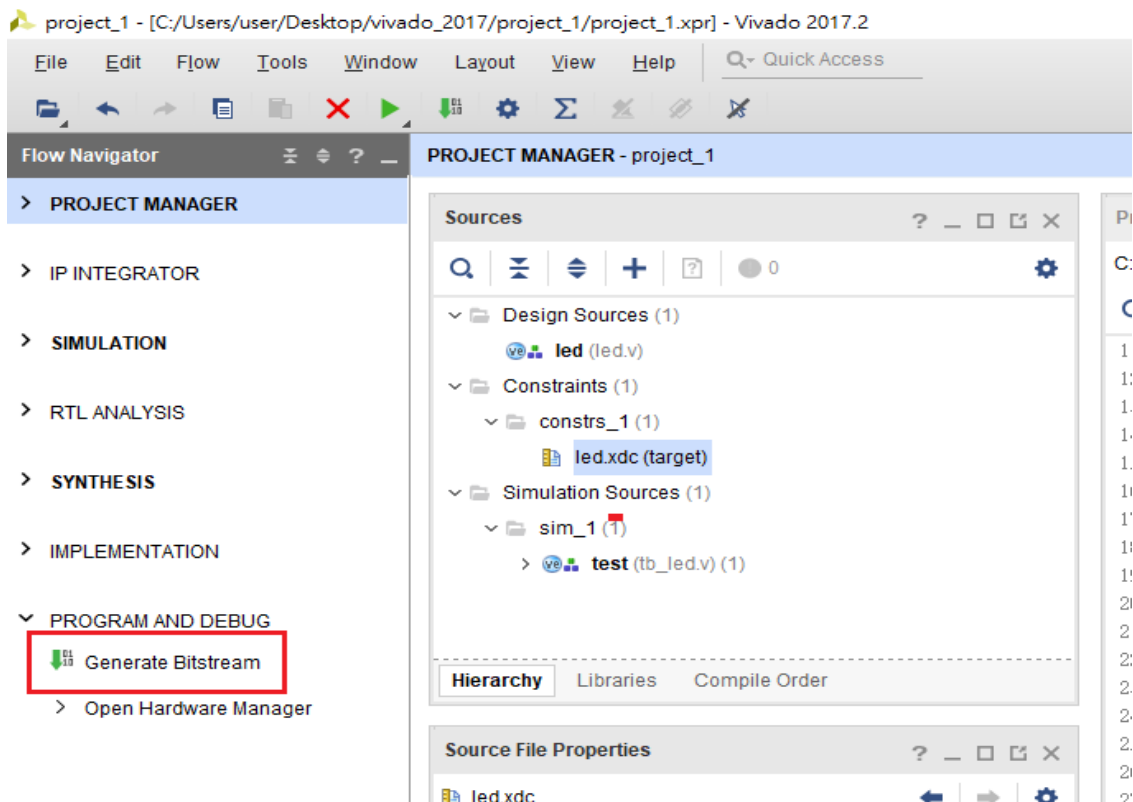 project_1 - [C:/Users/user/Desktop/vivado_2017/project_1/project_1.xpr] - Vivado 2017.2
File Edit Flow Tools Window Layout View Help Quick Access
Flow Navigator
PROJECT MANAGER
IP INTEGRATOR
SIMULATION
RTL ANALYSIS
SYNTHESIS
IMPLEMENTATION
PROGRAM AND DEBUG
Generate Bitstream
Open Hardware Manager
PROJECT MANAGER - project_1
Sources
0
Design Sources (1)
led (led.v)
Constraints (1)
constrs_1 (1)
led.xdc (target)
Simulation Sources (1)
sim_1 (1)
test (tb_led.v) (1)
Hierarchy Libraries Compile Order
Source File Properties
led.xdc